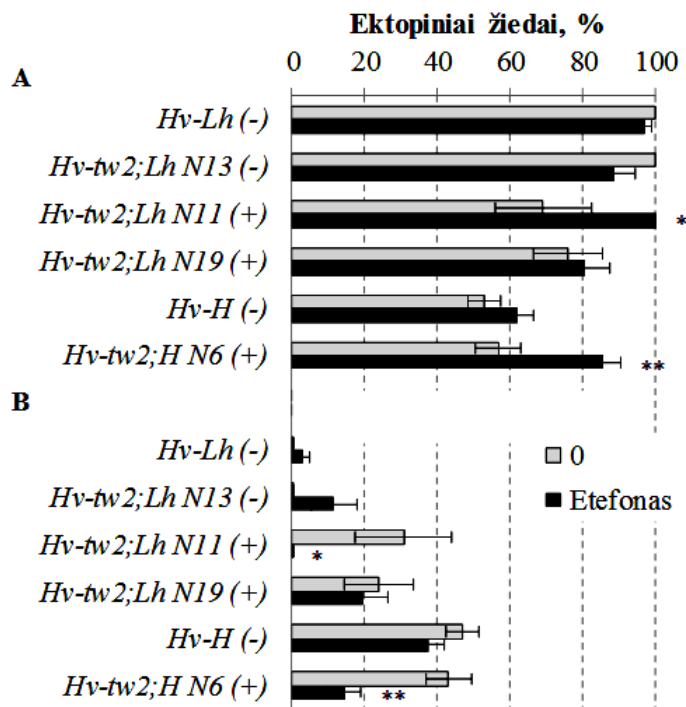 Ektopiniai žiedai, %
0 20 40 60 80 100
A
Hv-Lh (-)
Hv-tw2;Lh N13 (-)
Hv-tw2;Lh N11 (+)
*
Hv-tw2;Lh N19 (+)
Hv-H (-)
Hv-tw2;H N6 (+)
**
B
Hv-Lh (-)
0
Hv-tw2;Lh N13 (-)
Etefonas
Hv-tw2;Lh N11 (+)
*
Hv-tw2;Lh N19 (+)
Hv-H (-)
Hv-tw2;H N6 (+)
**